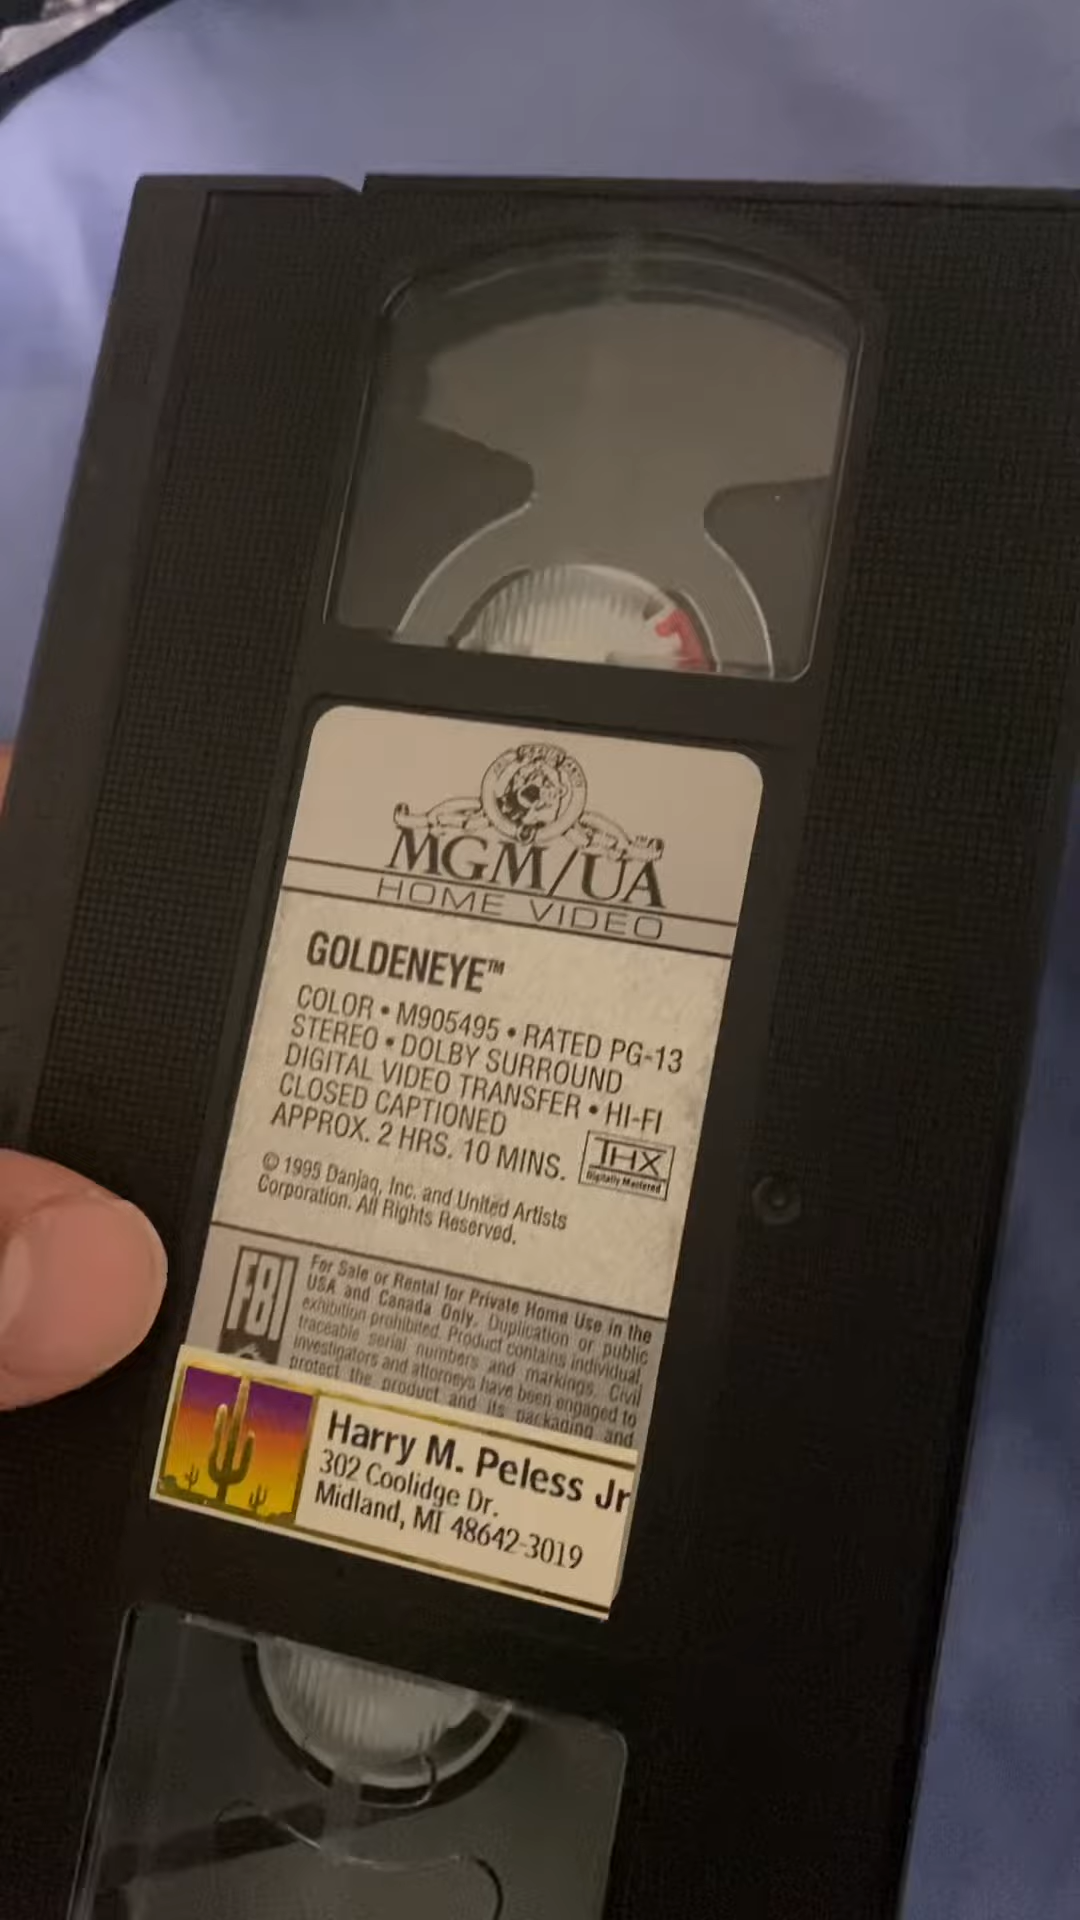 MGM/UA
HOME VIDEO
GOLDENEYE™
COLOR • M905495 • RATED PG-13
STEREO • DOLBY SURROUND
DIGITAL VIDEO TRANSFER • HI-FI
CLOSED CAPTIONED
APPROX. 2 HRS. 10 MINS.
THX
Digitally Mastered
© 1995 Danjaq, Inc. and United Artists
Corporation. All Rights Reserved.
FBI
For Sale or Rental for Private Home Use in the
USA and Canada Only. Duplication or public
exhibition prohibited. Product contains individual,
traceable serial numbers and markings. Civil
investigators and attorneys have been engaged to
protect the product and its packaging and
Harry M. Peless Jr
302 Coolidge Dr.
Midland, MI 48642-3019